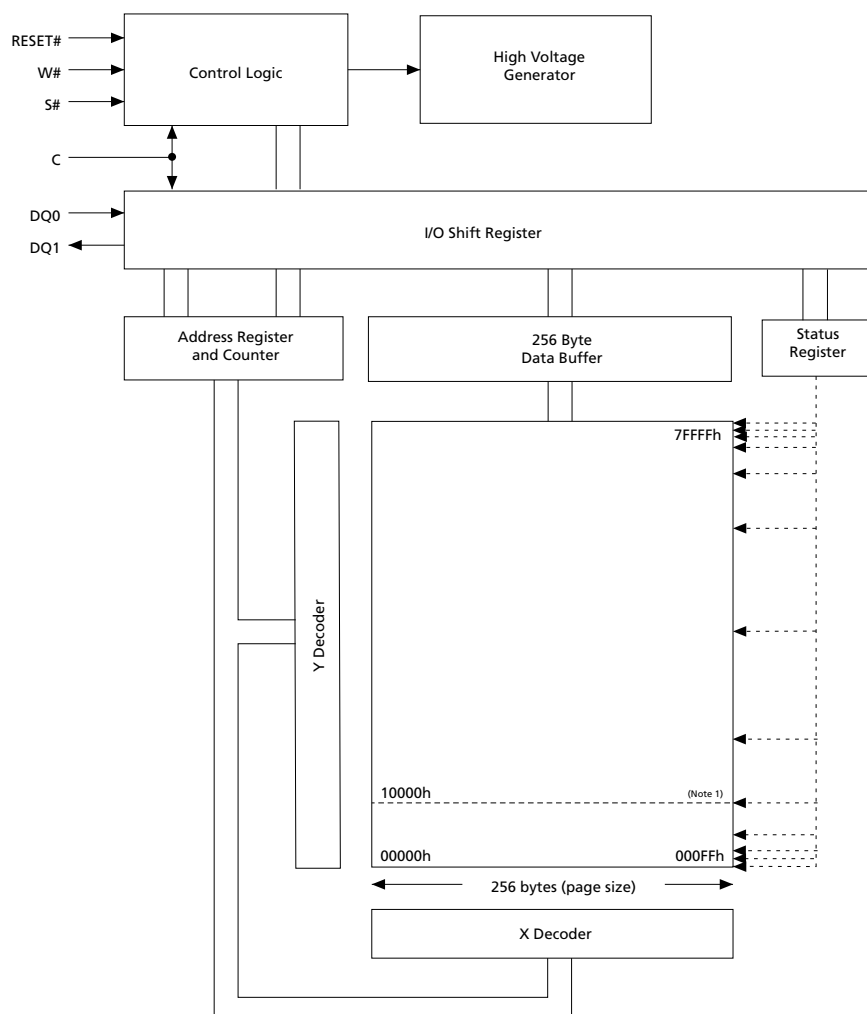 RESET#
W#
S#
C
DQ0
DQ1
Control Logic
High Voltage
Generator
I/O Shift Register
Address Register
and Counter
256 Byte
Data Buffer
Status
Register
7FFFFh
Y Decoder
10000h
(Note 1)
00000h
000FFh
256 bytes (page size)
X Decoder